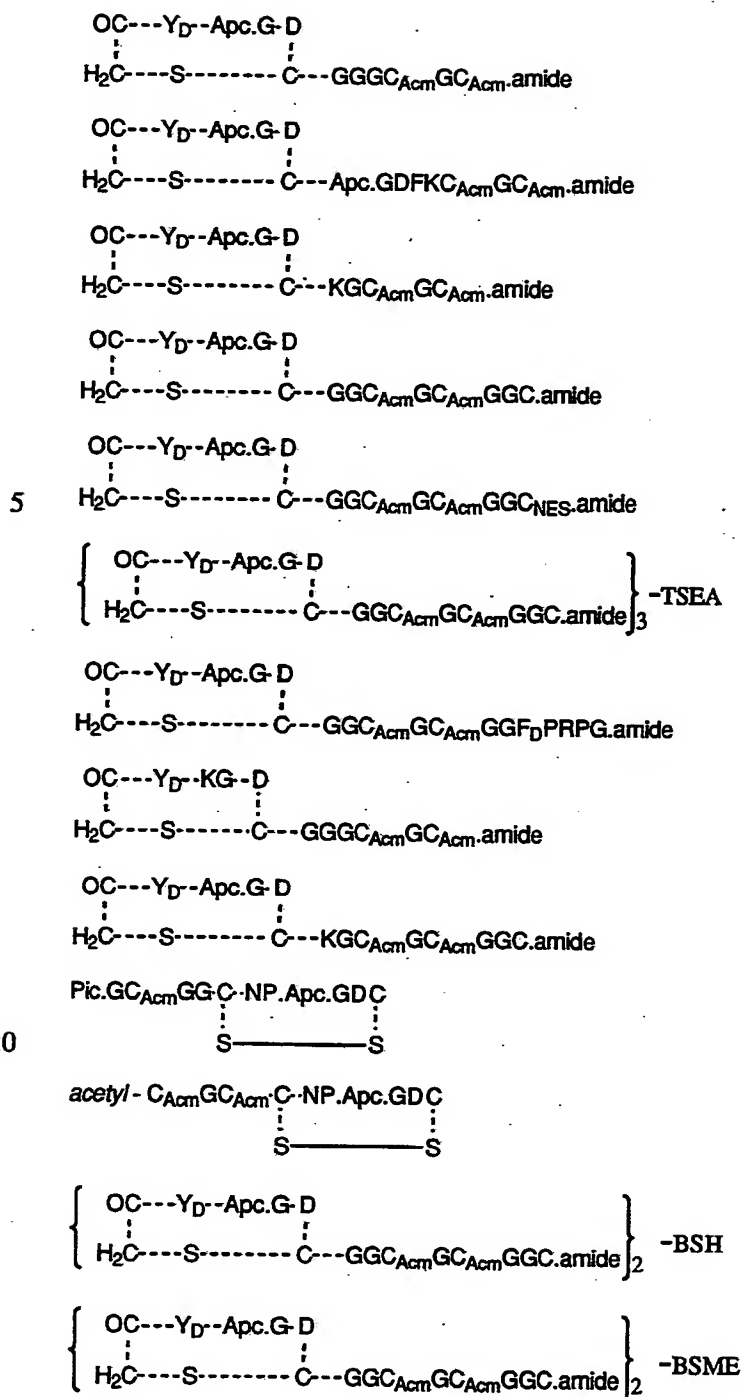 OC---YD--Apc.G-D
H2C----S--------C---GGGCAcmGCAcm.amide
OC---YD--Apc.G-D
H2C----S--------C---Apc.GDFKCAcmGCAcm.amide
OC---YD--Apc.G-D
H2C----S--------C---KGCAcmGCAcm.amide
OC---YD--Apc.G-D
H2C----S--------C---GGCAcmGCAcmGGC.amide
OC---YD--Apc.G-D
5 H2C----S--------C---GGCAcmGCAcmGGCNES.amide
OC---YD--Apc.G-D
H2C----S--------C---GGCAcmGCAcmGGC.amide 3 -TSEA
OC---YD--Apc.G-D
H2C----S--------C---GGCAcmGCAcmGGFDPRPG.amide
OC---YD--KG--D
H2C----S-------C---GGGCAcmGCAcm.amide
OC---YD--Apc.G-D
H2C----S--------C---KGCAcmGCAcmGGC.amide
Pic.GCAcmGG-C-NP.Apc.GDC
0 S S
acetyl - CAcmGCAcm-C-NP.Apc.GDC
S S
OC---YD--Apc.G-D
H2C----S--------C---GGCAcmGCAcmGGC.amide 2 -BSH
OC---YD--Apc.G-D
H2C----S--------C---GGCAcmGCAcmGGC.amide 2 -BSME